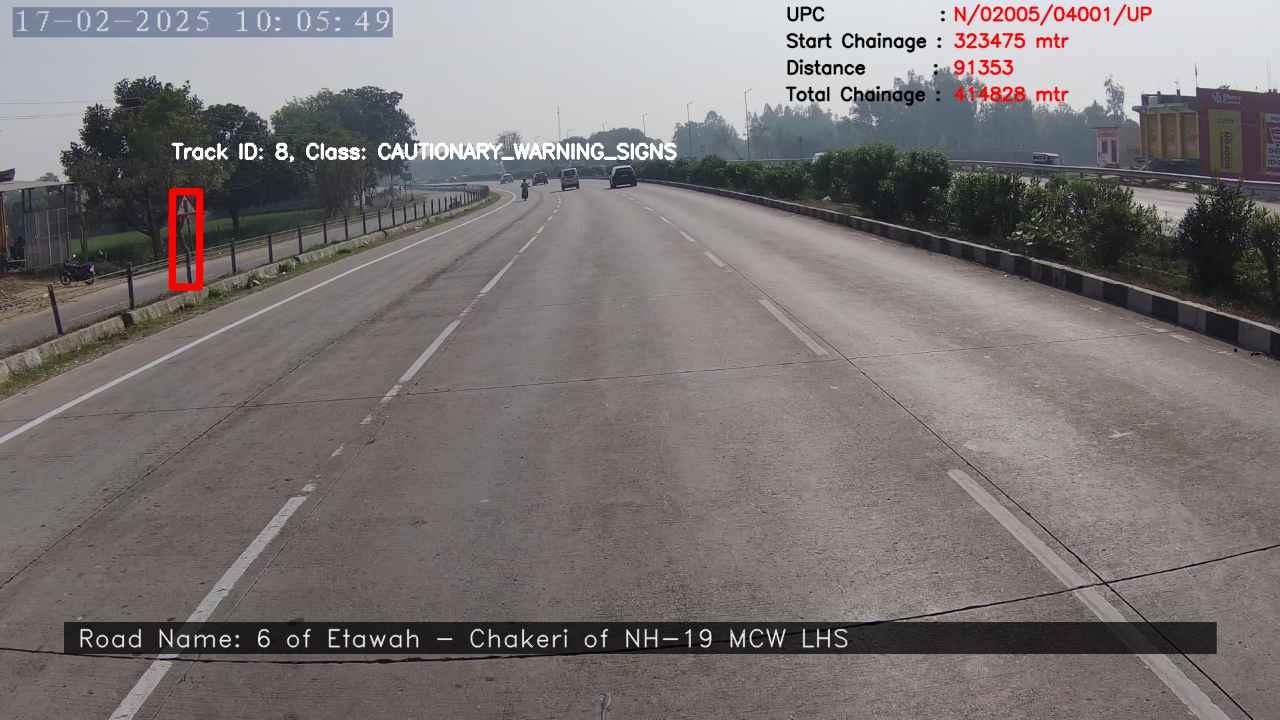 17-02-2025 10:05:49
UPC : N/02005/04001/UP
Start Chainage : 323475 mtr
Distance : 91353
Total Chainage : 414828 mtr
Track ID: 8, Class: CAUTIONARY_WARNING_SIGNS
Road Name: 6 of Etawah - Chakeri of NH-19 MCW LHS